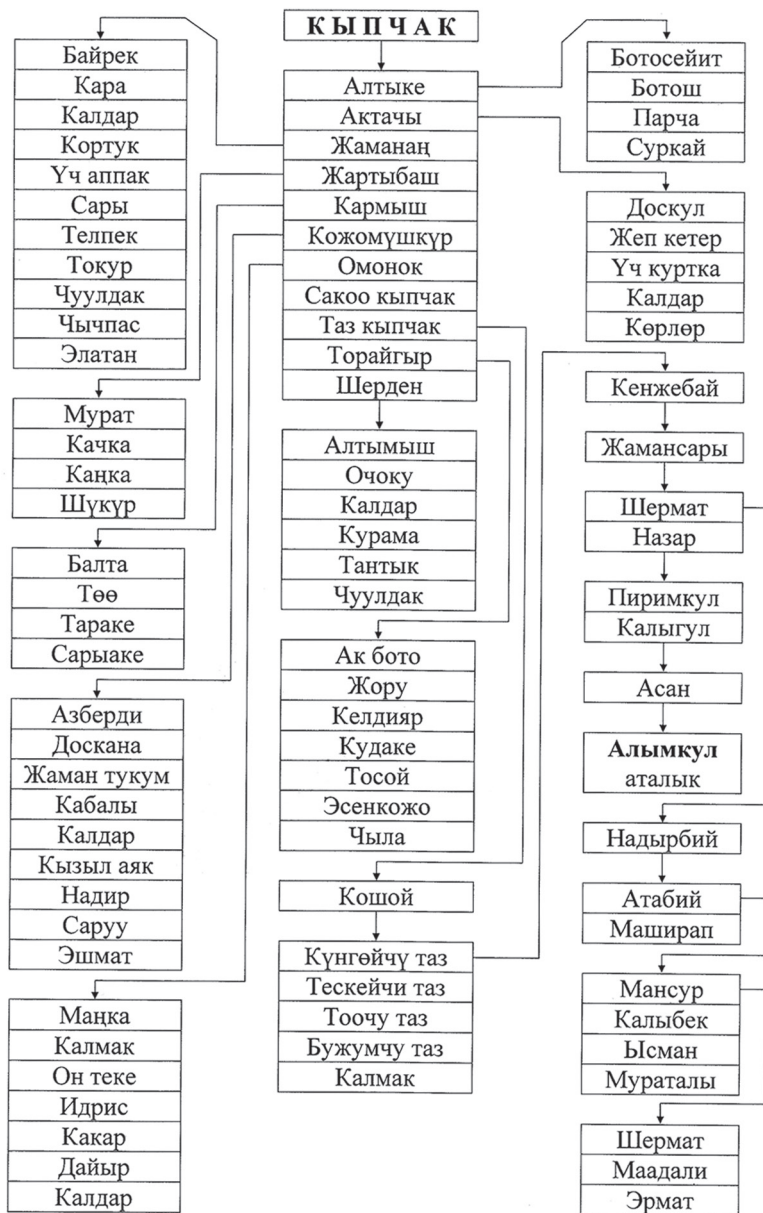 КЫПЧАК
Байрек
Кара
Калдар
Кортук
Үч аппак
Сары
Телпек
Токур
Чуулдак
Чычпас
Элатан
Мурат
Качка
Каңка
Шүкүр
Балта
Төө
Тараке
Сарыаке
Азберди
Доскана
Жаман тукум
Кабалы
Калдар
Кызыл аяк
Надир
Саруу
Эшмат
Маңка
Калмак
Он теке
Идрис
Какар
Дайыр
Калдар
Алтыке
Актачы
Жаманаң
Жартыбаш
Кармыш
Кожомүшкүр
Омонок
Сакоо кыпчак
Таз кыпчак
Торайгыр
Шерден
Алтымыш
Очоку
Калдар
Курама
Тантык
Чуулдак
Ак бото
Жору
Келдияр
Кудаке
Тосой
Эсенкожо
Чыла
Кошой
Күнгөйчү таз
Тескейчи таз
Тоочу таз
Бужумчу таз
Калмак
Ботосейит
Ботош
Парча
Суркай
Доскул
Жеп кетер
Үч куртка
Калдар
Көрлөр
Кенжебай
Жамансары
Шермат
Назар
Пиримкул
Калыгул
Асан
Алымкул
аталык
Надырбий
Атабий
Маширап
Мансур
Калыбек
Ысман
Мураталы
Шермат
Маадали
Эрмат